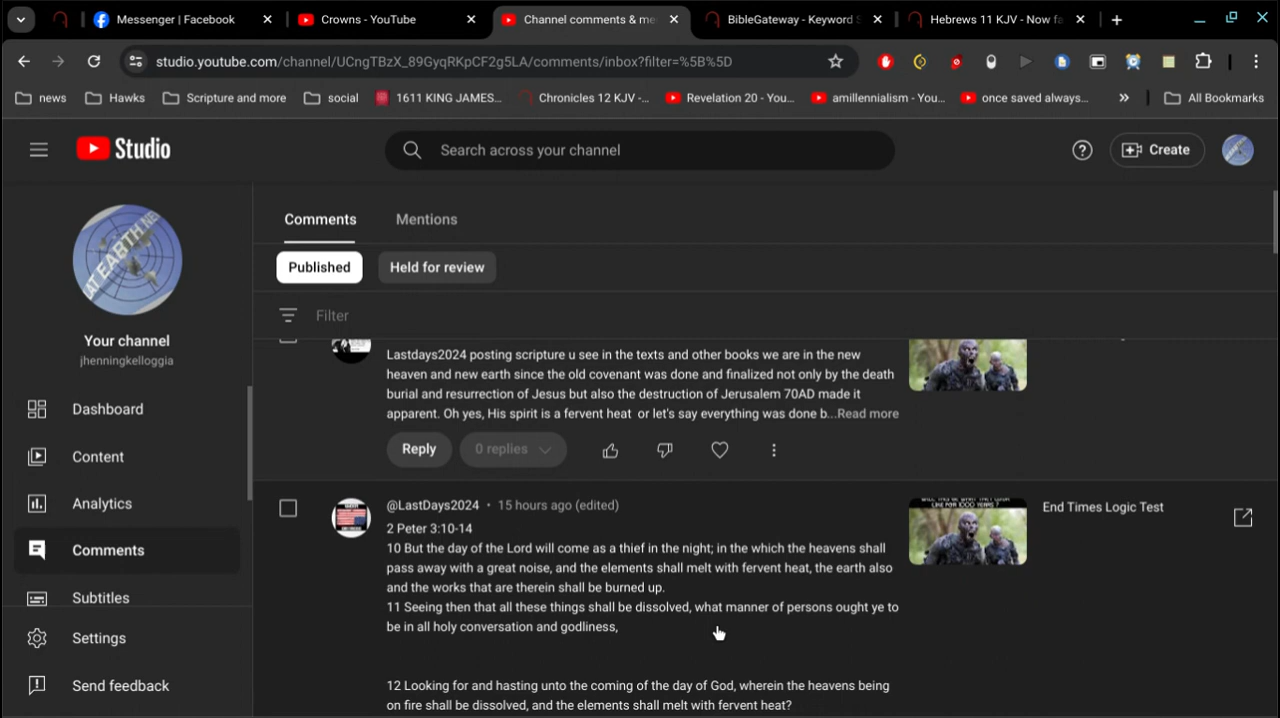 Messenger | Facebook
Crowns - YouTube
Channel comments & me
BibleGateway - Keyword S
Hebrews 11 KJV - Now fa
studio.youtube.com/channel/UCngTBzX_89GyqRKpCF2g5LA/comments/inbox?filter=%5B%5D
news
Hawks
Scripture and more
social
1611 KING JAMES...
Chronicles 12 KJV -...
Revelation 20 - You...
amillennialism - You...
once saved always...
All Bookmarks
Studio
Search across your channel
Create
AT EARTH NE
Your channel
jhenningkelloggia
Dashboard
Content
Analytics
Comments
Subtitles
Settings
Send feedback
Comments
Mentions
Published
Held for review
Filter
Lastdays2024 posting scripture u see in the texts and other books we are in the new
heaven and new earth since the old covenant was done and finalized not only by the death
burial and resurrection of Jesus but also the destruction of Jerusalem 70AD made it
apparent. Oh yes, His spirit is a fervent heat or let's say everything was done b...Read more
Reply
0 replies
@LastDays2024 • 15 hours ago (edited)
2 Peter 3:10-14
10 But the day of the Lord will come as a thief in the night; in the which the heavens shall
pass away with a great noise, and the elements shall melt with fervent heat, the earth also
and the works that are therein shall be burned up.
11 Seeing then that all these things shall be dissolved, what manner of persons ought ye to
be in all holy conversation and godliness,
12 Looking for and hasting unto the coming of the day of God, wherein the heavens being
on fire shall be dissolved, and the elements shall melt with fervent heat?
LIKE FOR 1000 YEARS ?
End Times Logic Test